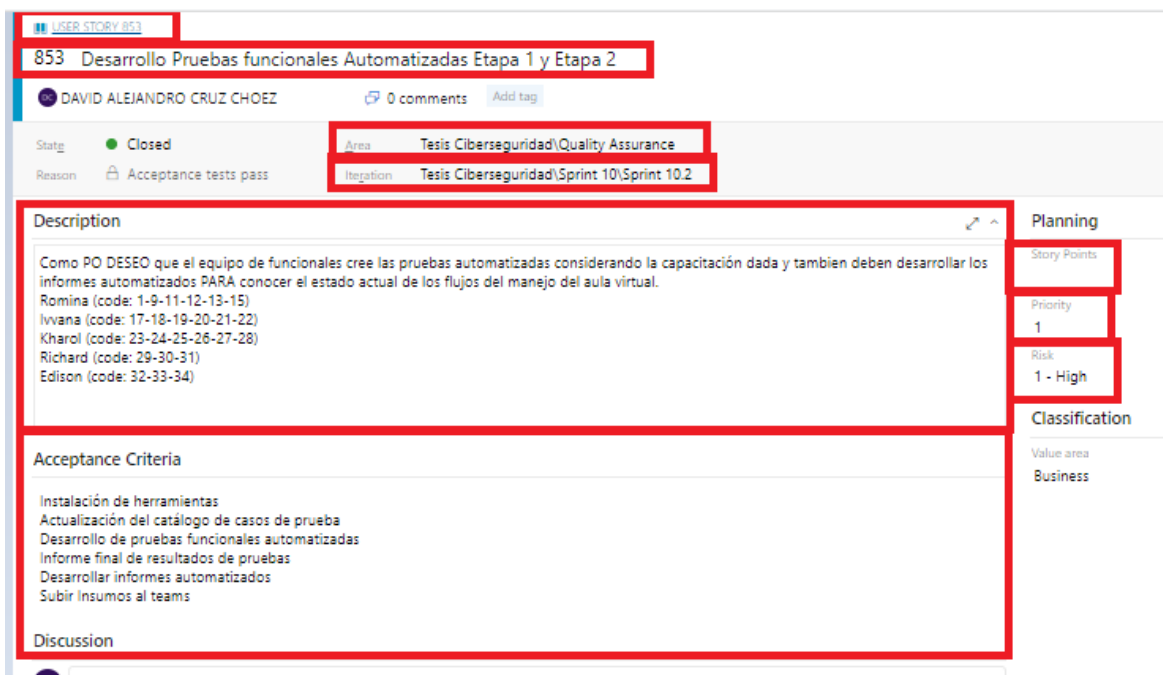 USER STORY 853
853 Desarrollo Pruebas funcionales Automatizadas Etapa 1 y Etapa 2
DC DAVID ALEJANDRO CRUZ CHOEZ 0 comments Add tag
State Closed Area Tesis Ciberseguridad\Quality Assurance
Reason Acceptance tests pass Iteration Tesis Ciberseguridad\Sprint 10\Sprint 10.2
Description
Como PO DESEO que el equipo de funcionales cree las pruebas automatizadas considerando la capacitación dada y tambien deben desarrollar los
informes automatizados PARA conocer el estado actual de los flujos del manejo del aula virtual.
Romina (code: 1-9-11-12-13-15)
Ivvana (code: 17-18-19-20-21-22)
Kharol (code: 23-24-25-26-27-28)
Richard (code: 29-30-31)
Edison (code: 32-33-34)
Acceptance Criteria
Instalación de herramientas
Actualización del catálogo de casos de prueba
Desarrollo de pruebas funcionales automatizadas
Informe final de resultados de pruebas
Desarrollar informes automatizados
Subir Insumos al teams
Discussion
Planning
Story Points
Priority
1
Risk
1 - High
Classification
Value area
Business